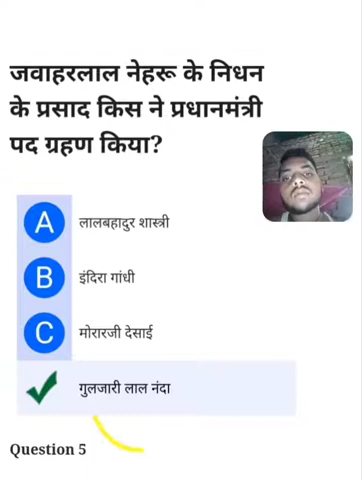 जवाहरलाल नेहरू के निधन
के प्रसाद किस ने प्रधानमंत्री
पद ग्रहण किया?
A लालबहादुर शास्त्री
B इंदिरा गांधी
C मोरारजी देसाई
गुलजारी लाल नंदा
Question 5